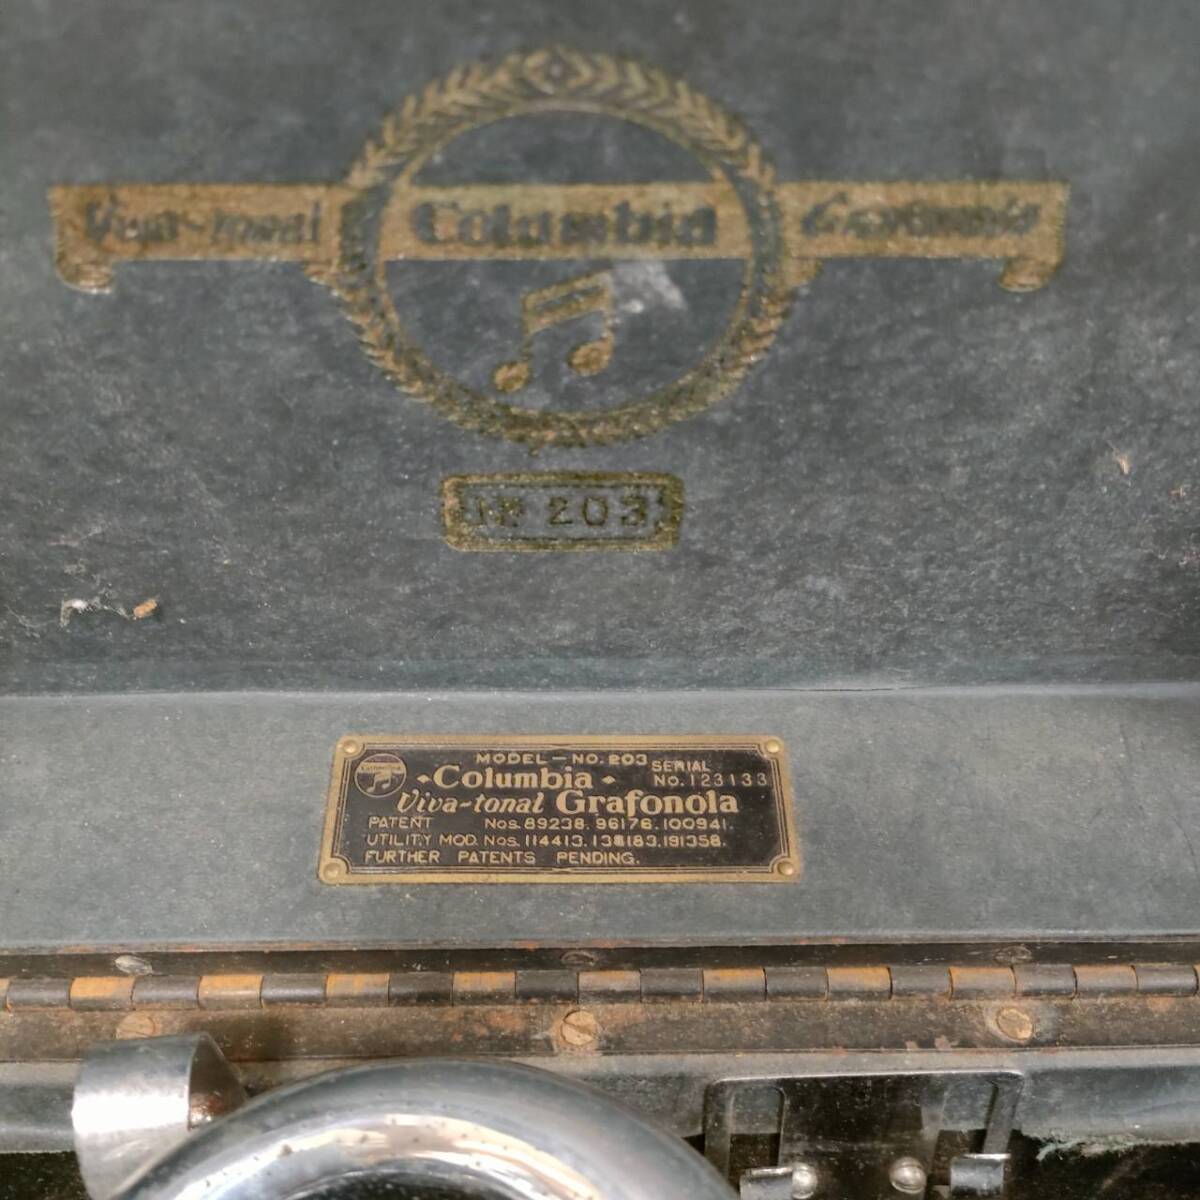 Viva-tonal Columbia Grafonola
Nº 203
MODEL — NO. 203
SERIAL
No. 123133
Columbia
Viva-tonal Grafonola
PATENT Nos. 89238. 96176. 100941.
UTILITY MOD. Nos. 114413. 191358.
FURTHER PATENTS PENDING.